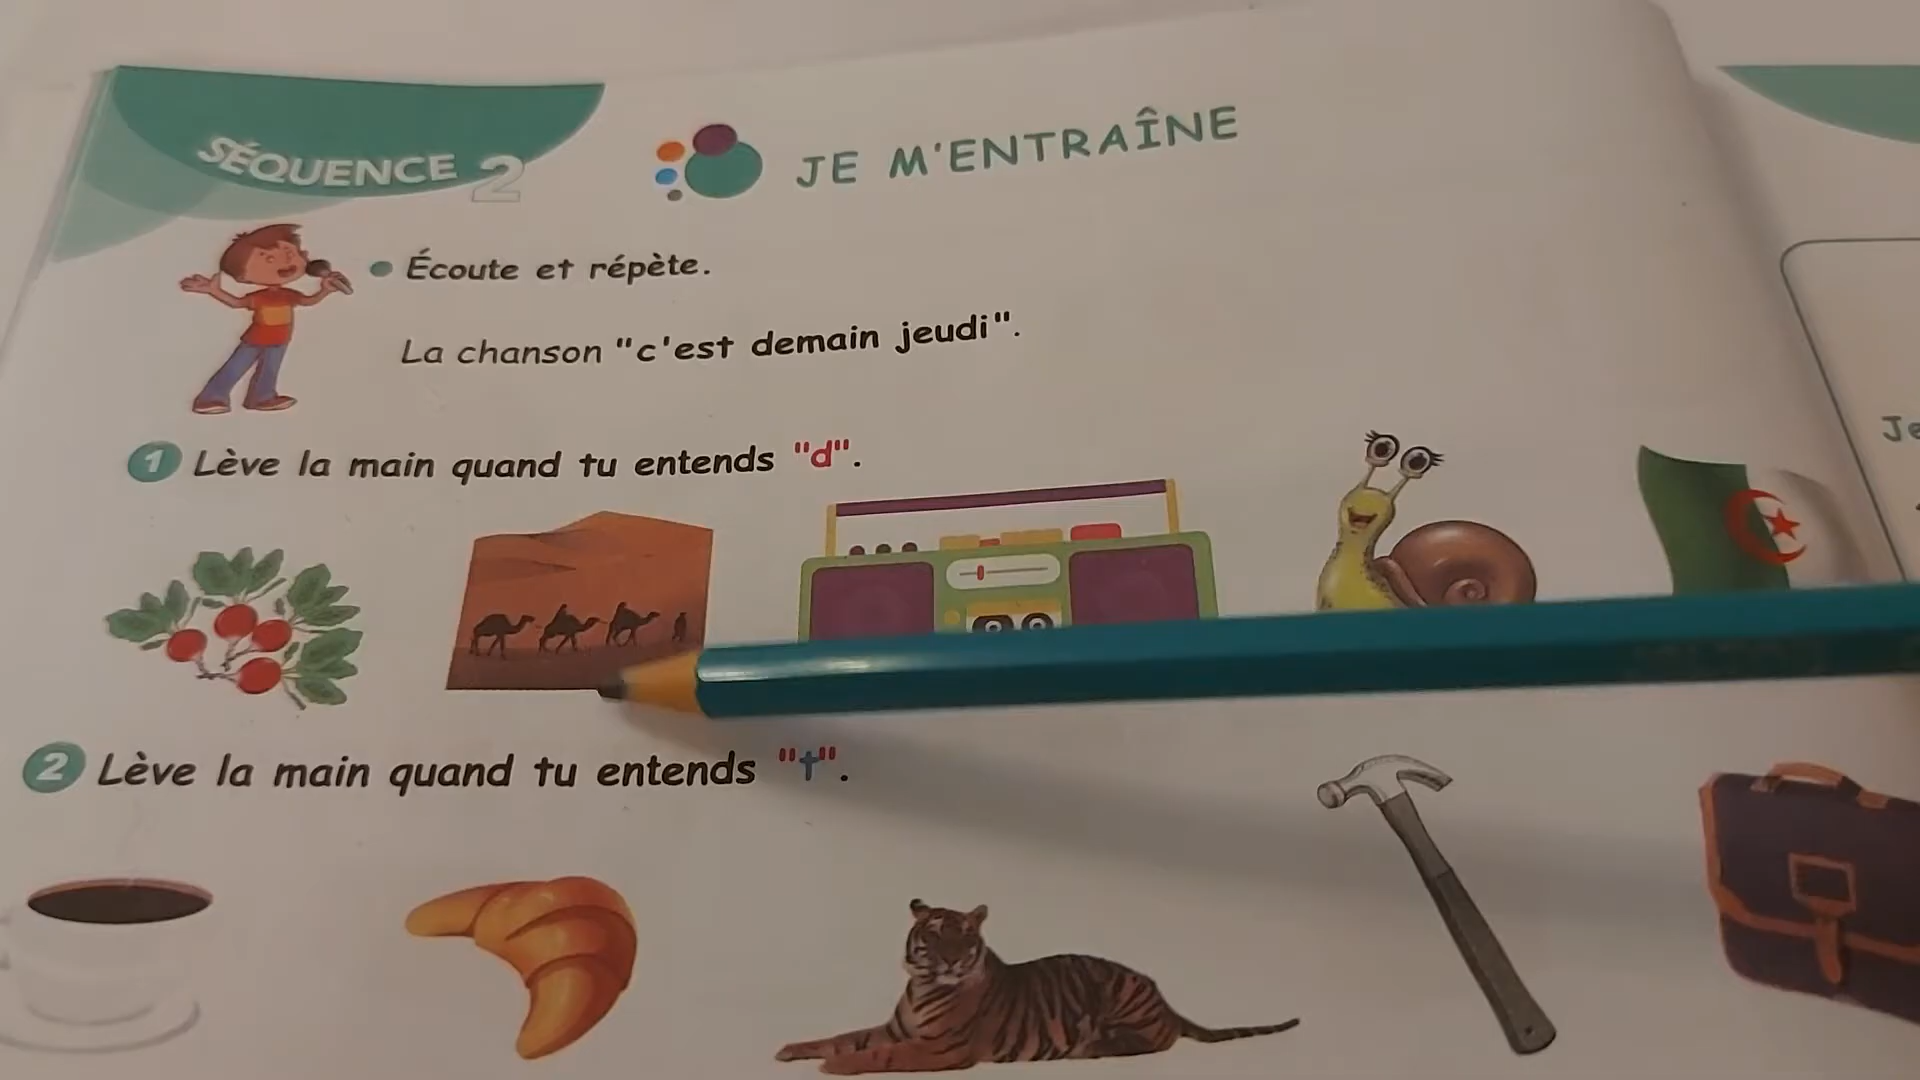 SÉQUENCE 2
JE M'ENTRAÎNE
Écoute et répète.
La chanson "c'est demain jeudi".
1 Lève la main quand tu entends "d".
2 Lève la main quand tu entends "t".
Je